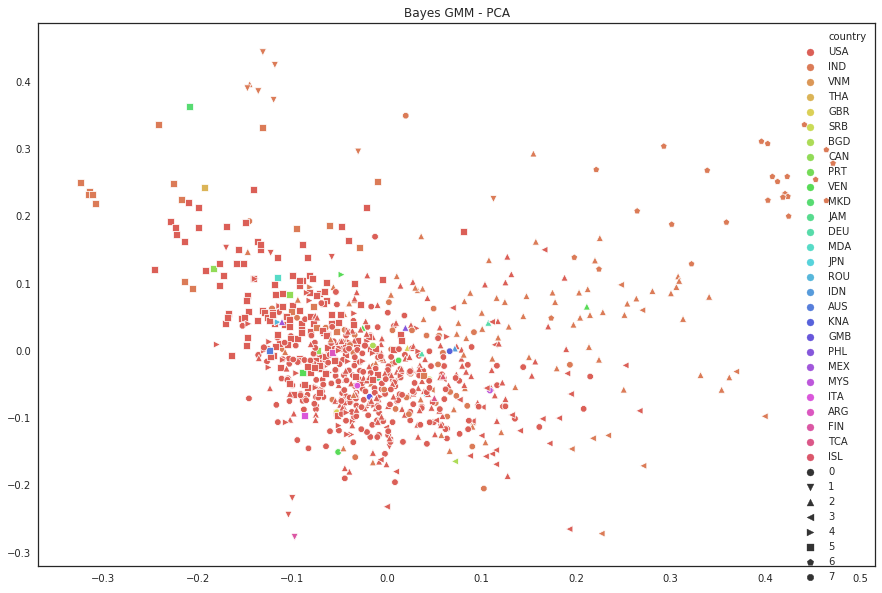 Bayes GMM - PCA
0.4
0.3
0.2
0.1
0.0
−0.1
−0.2
−0.3
−0.3
−0.2
−0.1
0.0
0.1
0.2
0.3
0.4
0.5
country
USA
IND
VNM
THA
GBR
SRB
BGD
CAN
PRT
VEN
MKD
JAM
DEU
MDA
JPN
ROU
IDN
AUS
KNA
GMB
PHL
MEX
MYS
ITA
ARG
FIN
TCA
ISL
0
1
2
3
4
5
6
7